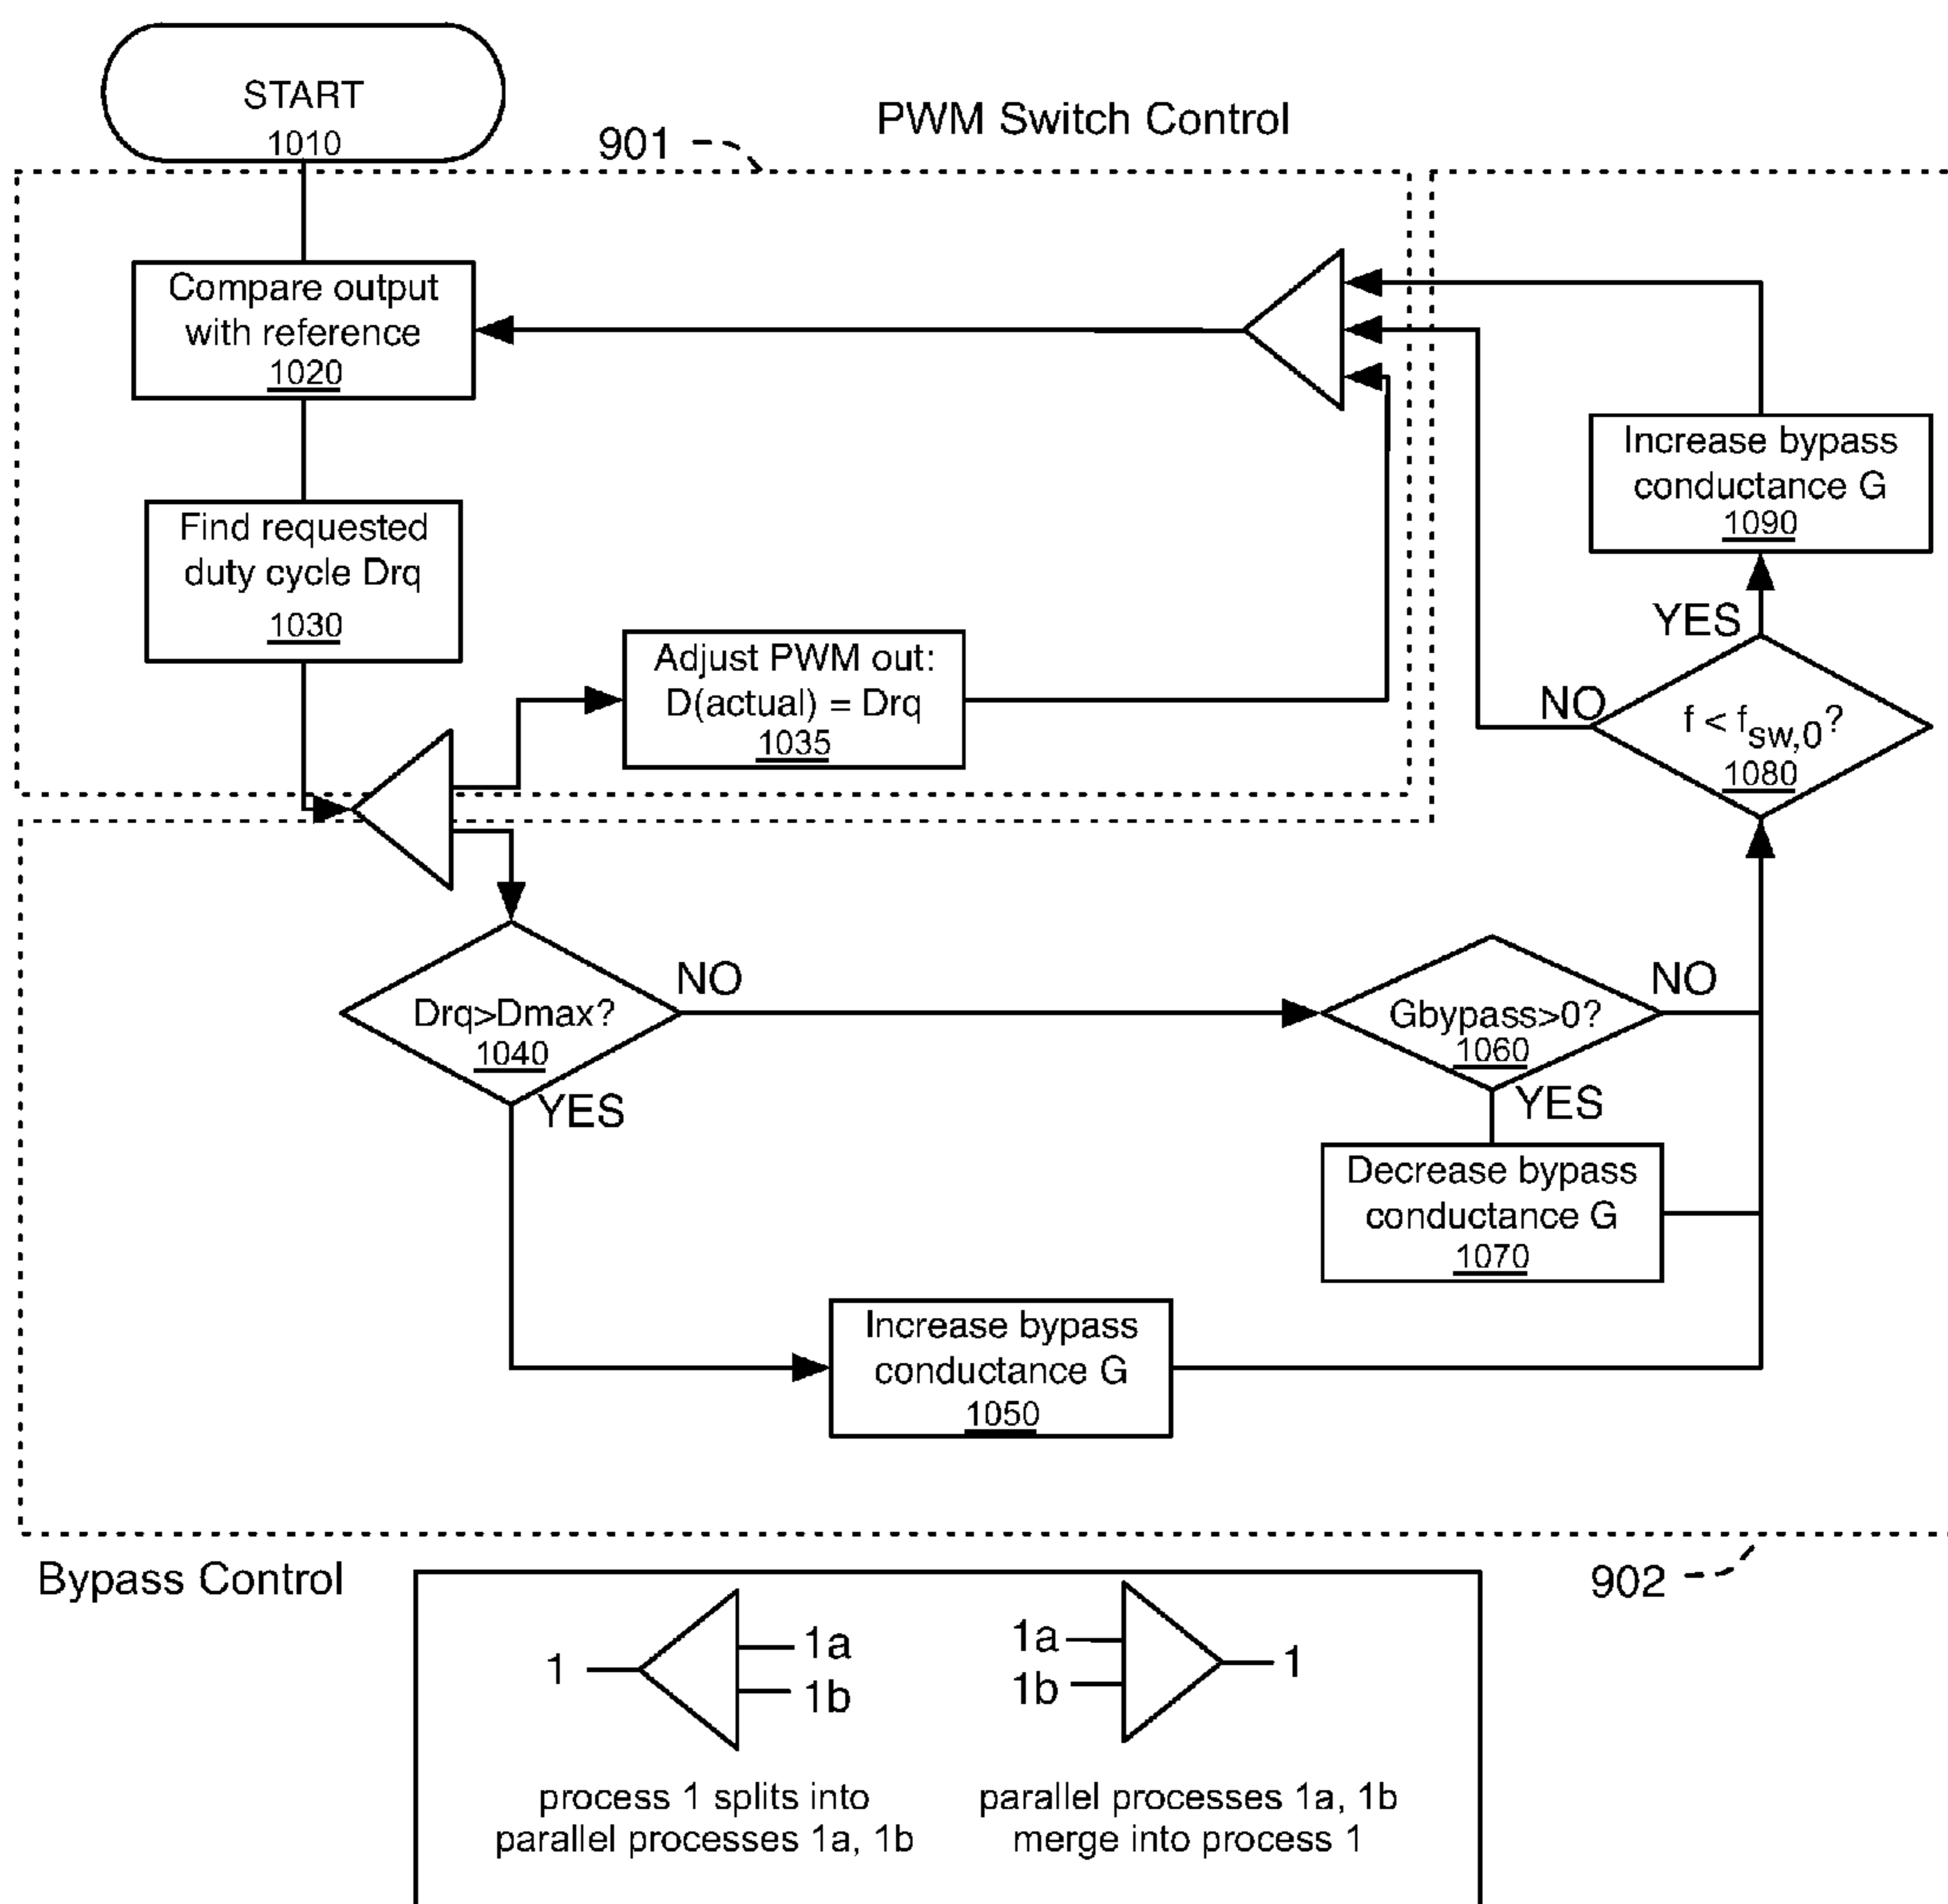 START
1010
PWM Switch Control
901
Compare output
with reference
1020
Find requested
duty cycle Drq
1030
Adjust PWM out:
D(actual) = Drq
1035
Increase bypass
conductance G
1090
YES
NO
f < fsw,0?
1080
Drq>Dmax?
1040
NO
YES
Gbypass>0?
1060
NO
YES
Decrease bypass
conductance G
1070
Increase bypass
conductance G
1050
Bypass Control
902
1
1a
1b
1a
1b
1
process 1 splits into
parallel processes 1a, 1b
parallel processes 1a, 1b
merge into process 1